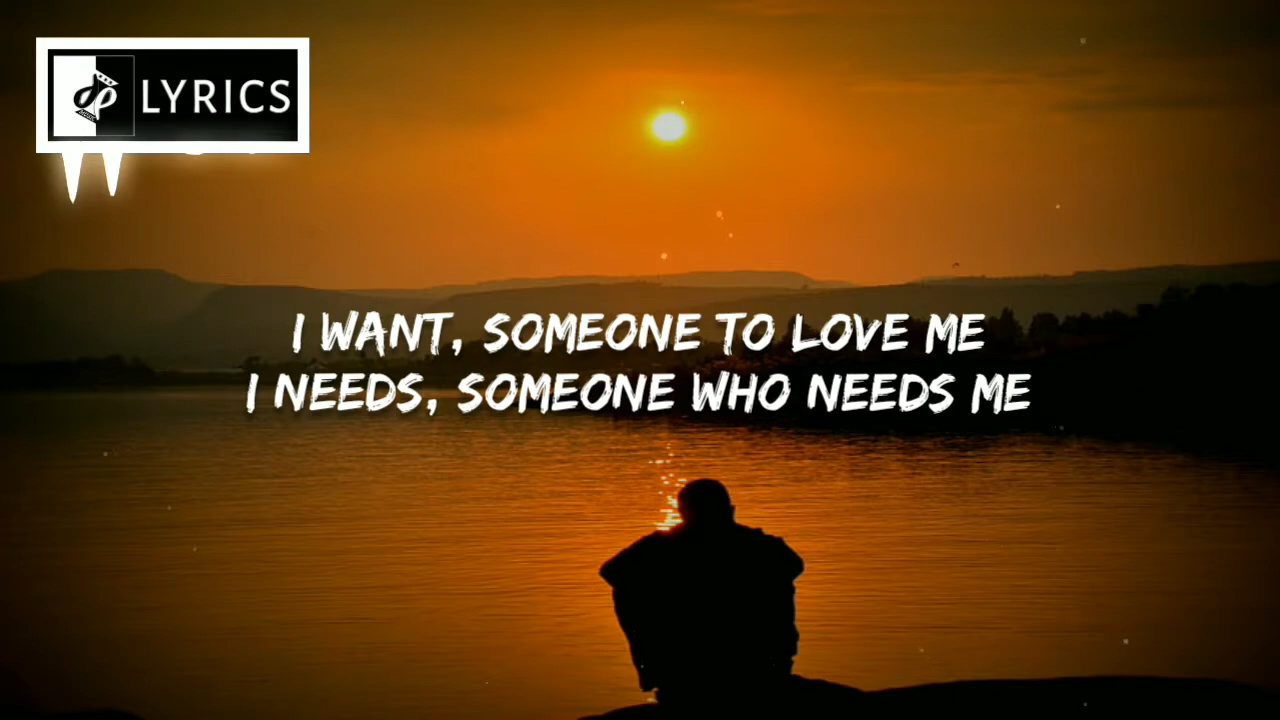 LYRICS
I WANT, SOMEONE TO LOVE ME
I NEEDS, SOMEONE WHO NEEDS ME